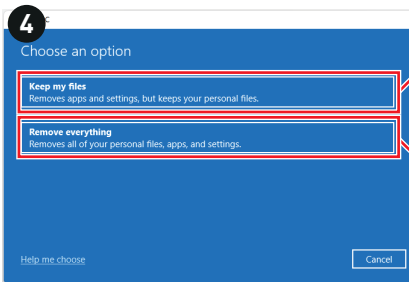 4
Choose an option
Keep my files
Removes apps and settings, but keeps your personal files.
Remove everything
Removes all of your personal files, apps, and settings.
Help me choose
Cancel